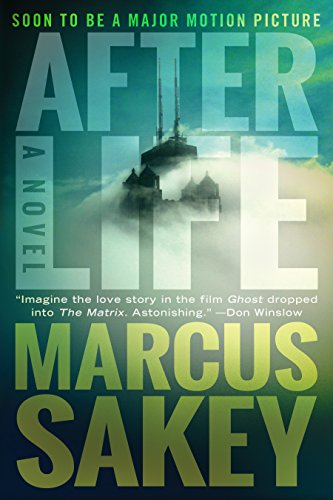 SOON TO BE A MAJOR MOTION PICTURE
AFTER
LIFE
A NOVEL
“Imagine the love story in the film Ghost dropped
into The Matrix. Astonishing.” —Don Winslow
MARCUS
SAKEY